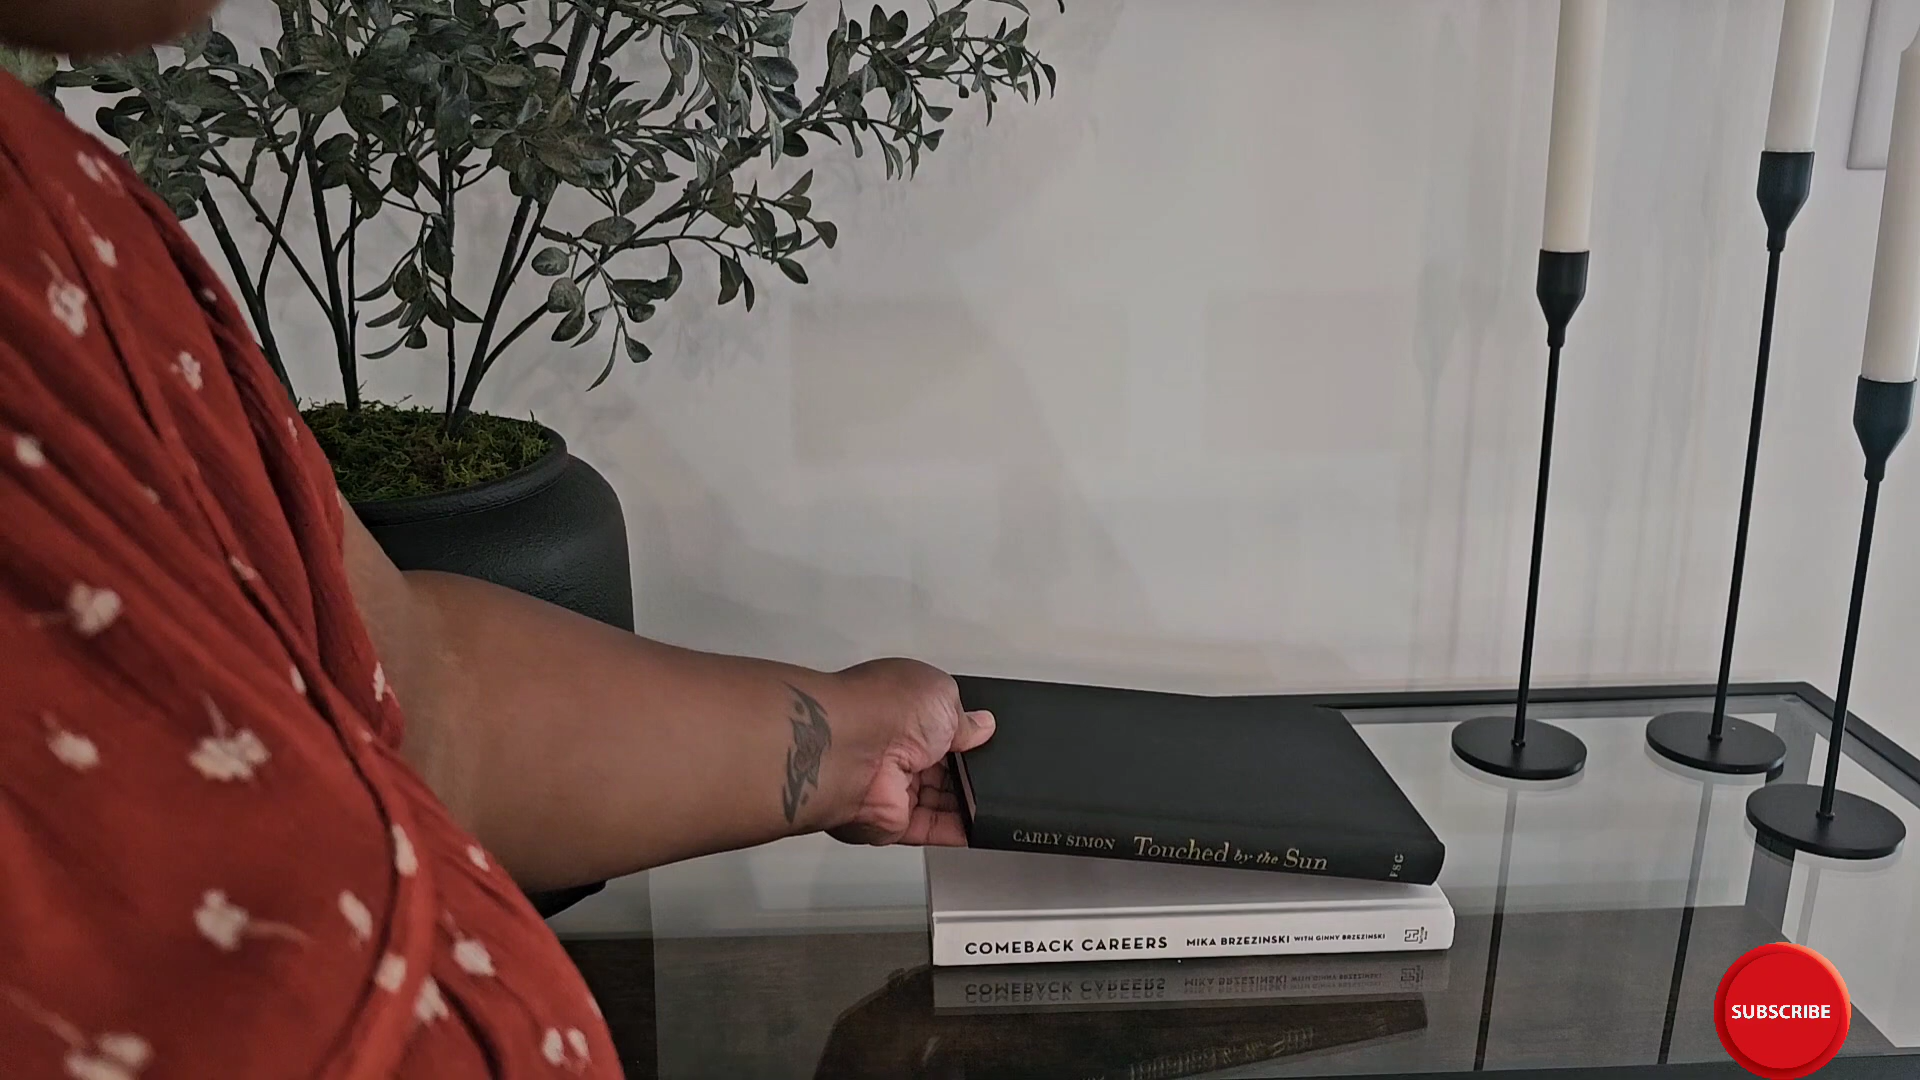 CARLY SIMON Touched by the Sun FSG
COMEBACK CAREERS MIKA BRZEZINSKI WITH GINNY BRZEZINSKI
SUBSCRIBE